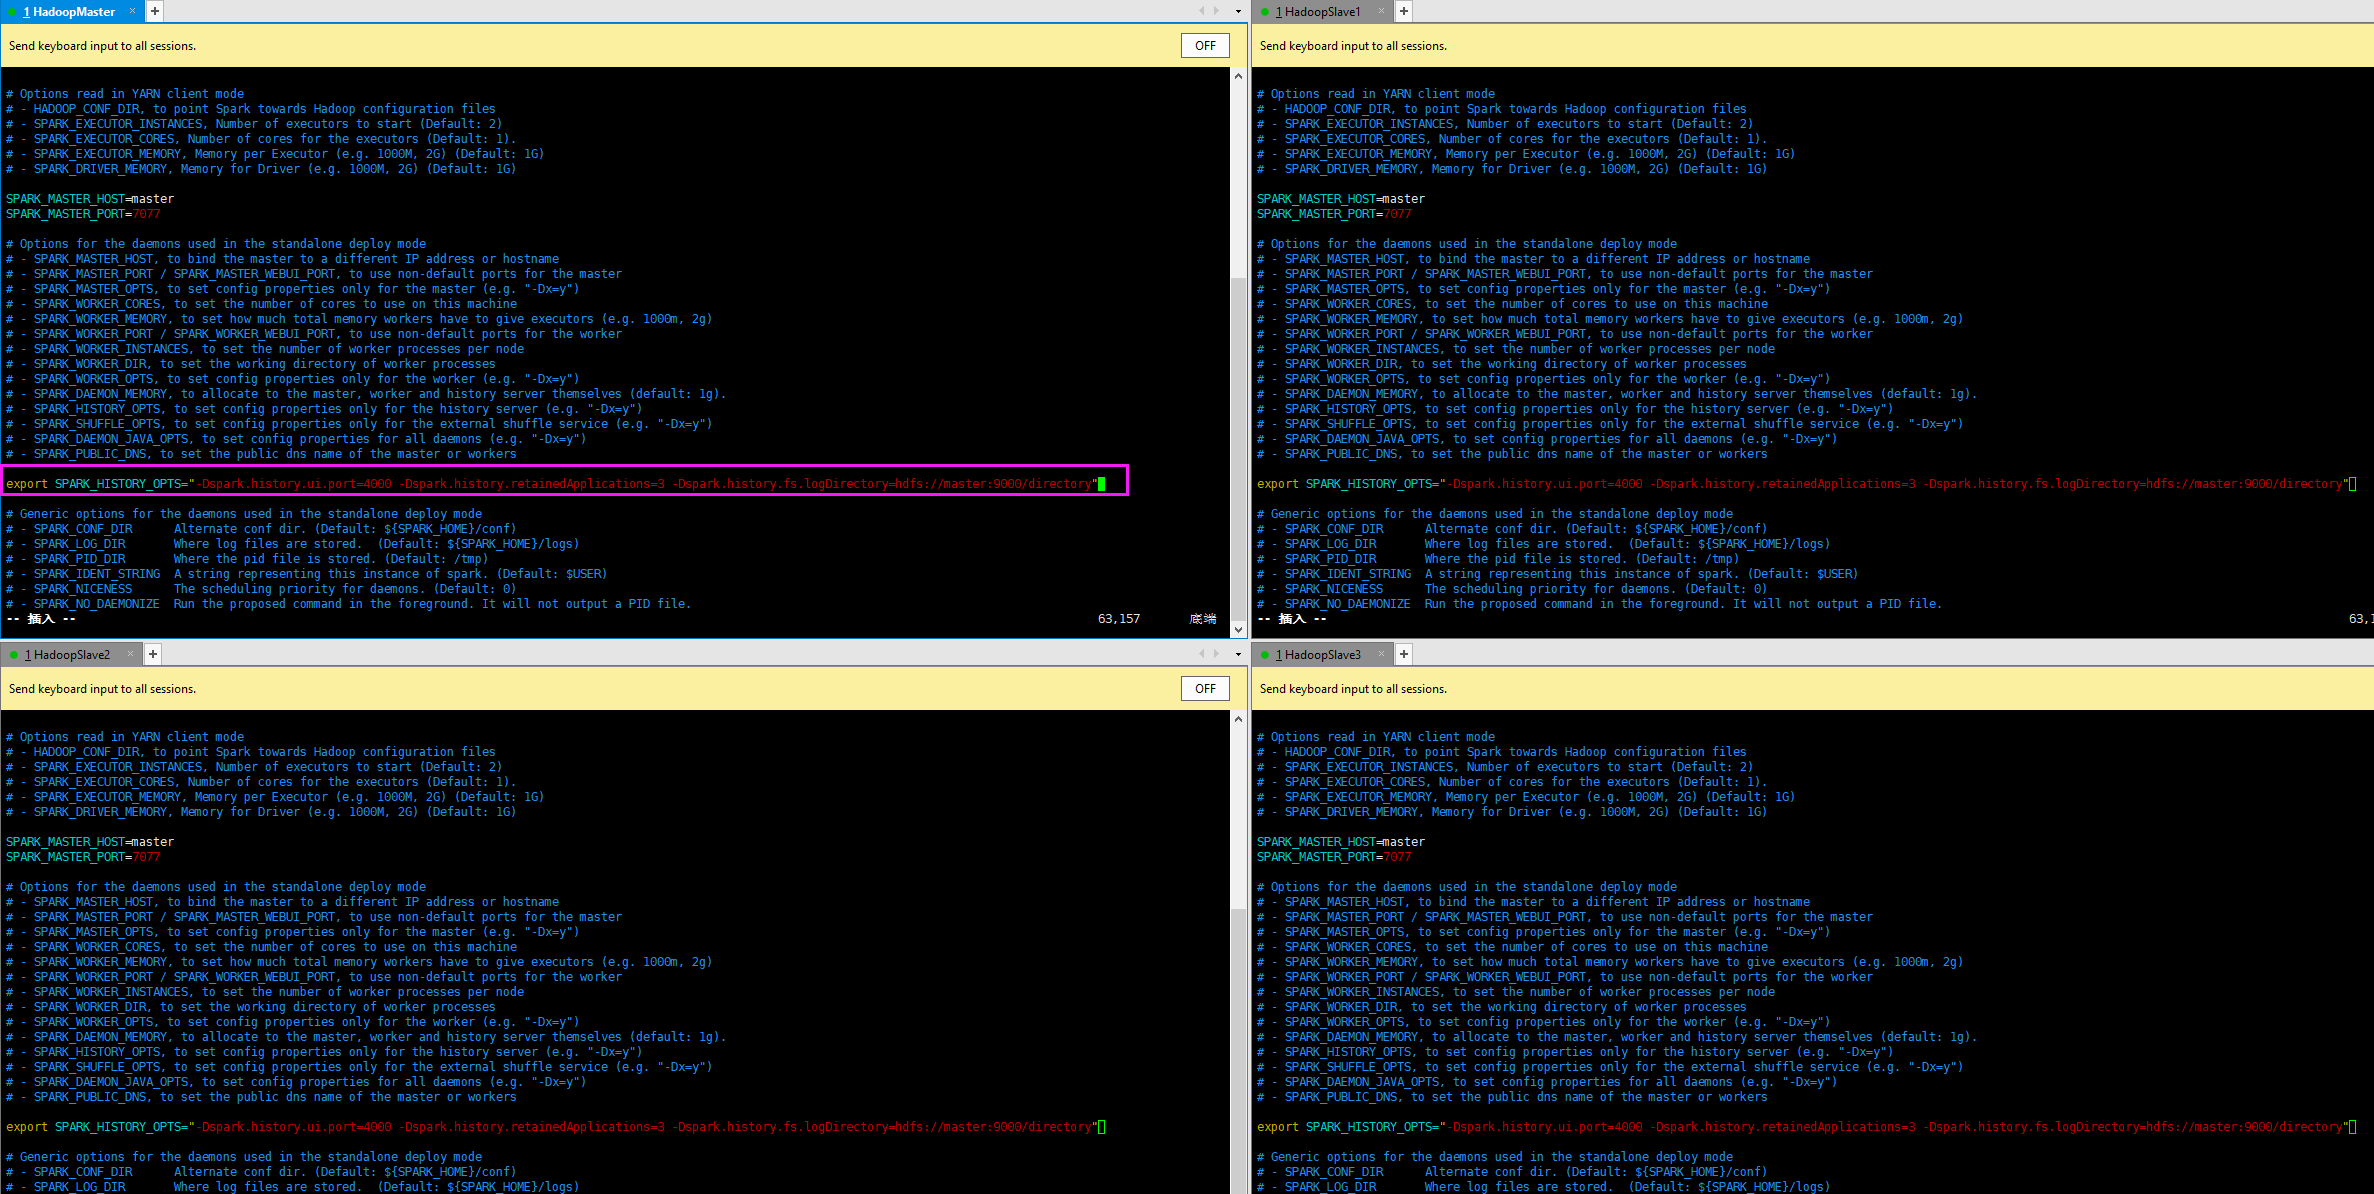 1 HadoopMaster × +
Send keyboard input to all sessions. OFF
# Options read in YARN client mode
# - HADOOP_CONF_DIR, to point Spark towards Hadoop configuration files
# - SPARK_EXECUTOR_INSTANCES, Number of executors to start (Default: 2)
# - SPARK_EXECUTOR_CORES, Number of cores for the executors (Default: 1).
# - SPARK_EXECUTOR_MEMORY, Memory per Executor (e.g. 1000M, 2G) (Default: 1G)
# - SPARK_DRIVER_MEMORY, Memory for Driver (e.g. 1000M, 2G) (Default: 1G)
SPARK_MASTER_HOST=master
SPARK_MASTER_PORT=7077
# Options for the daemons used in the standalone deploy mode
# - SPARK_MASTER_HOST, to bind the master to a different IP address or hostname
# - SPARK_MASTER_PORT / SPARK_MASTER_WEBUI_PORT, to use non-default ports for the master
# - SPARK_MASTER_OPTS, to set config properties only for the master (e.g. "-Dx=y")
# - SPARK_WORKER_CORES, to set the number of cores to use on this machine
# - SPARK_WORKER_MEMORY, to set how much total memory workers have to give executors (e.g. 1000m, 2g)
# - SPARK_WORKER_PORT / SPARK_WORKER_WEBUI_PORT, to use non-default ports for the worker
# - SPARK_WORKER_INSTANCES, to set the number of worker processes per node
# - SPARK_WORKER_DIR, to set the working directory of worker processes
# - SPARK_WORKER_OPTS, to set config properties only for the worker (e.g. "-Dx=y")
# - SPARK_DAEMON_MEMORY, to allocate to the master, worker and history server themselves (default: 1g).
# - SPARK_HISTORY_OPTS, to set config properties only for the history server (e.g. "-Dx=y")
# - SPARK_SHUFFLE_OPTS, to set config properties only for the external shuffle service (e.g. "-Dx=y")
# - SPARK_DAEMON_JAVA_OPTS, to set config properties for all daemons (e.g. "-Dx=y")
# - SPARK_PUBLIC_DNS, to set the public dns name of the master or workers
export SPARK_HISTORY_OPTS="-Dspark.history.ui.port=4000 -Dspark.history.retainedApplications=3 -Dspark.history.fs.logDirectory=hdfs://master:9000/directory"
# Generic options for the daemons used in the standalone deploy mode
# - SPARK_CONF_DIR      Alternate conf dir. (Default: ${SPARK_HOME}/conf)
# - SPARK_LOG_DIR       Where log files are stored.  (Default: ${SPARK_HOME}/logs)
# - SPARK_PID_DIR       Where the pid file is stored. (Default: /tmp)
# - SPARK_IDENT_STRING  A string representing this instance of spark. (Default: $USER)
# - SPARK_NICENESS      The scheduling priority for daemons. (Default: 0)
# - SPARK_NO_DAEMONIZE  Run the proposed command in the foreground. It will not output a PID file.
-- 插入 -- 63,157 底端
1 HadoopSlave1 × +
Send keyboard input to all sessions.
# Options read in YARN client mode
# - HADOOP_CONF_DIR, to point Spark towards Hadoop configuration files
# - SPARK_EXECUTOR_INSTANCES, Number of executors to start (Default: 2)
# - SPARK_EXECUTOR_CORES, Number of cores for the executors (Default: 1).
# - SPARK_EXECUTOR_MEMORY, Memory per Executor (e.g. 1000M, 2G) (Default: 1G)
# - SPARK_DRIVER_MEMORY, Memory for Driver (e.g. 1000M, 2G) (Default: 1G)
SPARK_MASTER_HOST=master
SPARK_MASTER_PORT=7077
# Options for the daemons used in the standalone deploy mode
# - SPARK_MASTER_HOST, to bind the master to a different IP address or hostname
# - SPARK_MASTER_PORT / SPARK_MASTER_WEBUI_PORT, to use non-default ports for the master
# - SPARK_MASTER_OPTS, to set config properties only for the master (e.g. "-Dx=y")
# - SPARK_WORKER_CORES, to set the number of cores to use on this machine
# - SPARK_WORKER_MEMORY, to set how much total memory workers have to give executors (e.g. 1000m, 2g)
# - SPARK_WORKER_PORT / SPARK_WORKER_WEBUI_PORT, to use non-default ports for the worker
# - SPARK_WORKER_INSTANCES, to set the number of worker processes per node
# - SPARK_WORKER_DIR, to set the working directory of worker processes
# - SPARK_WORKER_OPTS, to set config properties only for the worker (e.g. "-Dx=y")
# - SPARK_DAEMON_MEMORY, to allocate to the master, worker and history server themselves (default: 1g).
# - SPARK_HISTORY_OPTS, to set config properties only for the history server (e.g. "-Dx=y")
# - SPARK_SHUFFLE_OPTS, to set config properties only for the external shuffle service (e.g. "-Dx=y")
# - SPARK_DAEMON_JAVA_OPTS, to set config properties for all daemons (e.g. "-Dx=y")
# - SPARK_PUBLIC_DNS, to set the public dns name of the master or workers
export SPARK_HISTORY_OPTS="-Dspark.history.ui.port=4000 -Dspark.history.retainedApplications=3 -Dspark.history.fs.logDirectory=hdfs://master:9000/directory"
# Generic options for the daemons used in the standalone deploy mode
# - SPARK_CONF_DIR      Alternate conf dir. (Default: ${SPARK_HOME}/conf)
# - SPARK_LOG_DIR       Where log files are stored.  (Default: ${SPARK_HOME}/logs)
# - SPARK_PID_DIR       Where the pid file is stored. (Default: /tmp)
# - SPARK_IDENT_STRING  A string representing this instance of spark. (Default: $USER)
# - SPARK_NICENESS      The scheduling priority for daemons. (Default: 0)
# - SPARK_NO_DAEMONIZE  Run the proposed command in the foreground. It will not output a PID file.
-- 插入 -- 63,1
1 HadoopSlave2 × +
Send keyboard input to all sessions. OFF
# Options read in YARN client mode
# - HADOOP_CONF_DIR, to point Spark towards Hadoop configuration files
# - SPARK_EXECUTOR_INSTANCES, Number of executors to start (Default: 2)
# - SPARK_EXECUTOR_CORES, Number of cores for the executors (Default: 1).
# - SPARK_EXECUTOR_MEMORY, Memory per Executor (e.g. 1000M, 2G) (Default: 1G)
# - SPARK_DRIVER_MEMORY, Memory for Driver (e.g. 1000M, 2G) (Default: 1G)
SPARK_MASTER_HOST=master
SPARK_MASTER_PORT=7077
# Options for the daemons used in the standalone deploy mode
# - SPARK_MASTER_HOST, to bind the master to a different IP address or hostname
# - SPARK_MASTER_PORT / SPARK_MASTER_WEBUI_PORT, to use non-default ports for the master
# - SPARK_MASTER_OPTS, to set config properties only for the master (e.g. "-Dx=y")
# - SPARK_WORKER_CORES, to set the number of cores to use on this machine
# - SPARK_WORKER_MEMORY, to set how much total memory workers have to give executors (e.g. 1000m, 2g)
# - SPARK_WORKER_PORT / SPARK_WORKER_WEBUI_PORT, to use non-default ports for the worker
# - SPARK_WORKER_INSTANCES, to set the number of worker processes per node
# - SPARK_WORKER_DIR, to set the working directory of worker processes
# - SPARK_WORKER_OPTS, to set config properties only for the worker (e.g. "-Dx=y")
# - SPARK_DAEMON_MEMORY, to allocate to the master, worker and history server themselves (default: 1g).
# - SPARK_HISTORY_OPTS, to set config properties only for the history server (e.g. "-Dx=y")
# - SPARK_SHUFFLE_OPTS, to set config properties only for the external shuffle service (e.g. "-Dx=y")
# - SPARK_DAEMON_JAVA_OPTS, to set config properties for all daemons (e.g. "-Dx=y")
# - SPARK_PUBLIC_DNS, to set the public dns name of the master or workers
export SPARK_HISTORY_OPTS="-Dspark.history.ui.port=4000 -Dspark.history.retainedApplications=3 -Dspark.history.fs.logDirectory=hdfs://master:9000/directory"
# Generic options for the daemons used in the standalone deploy mode
# - SPARK_CONF_DIR      Alternate conf dir. (Default: ${SPARK_HOME}/conf)
# - SPARK_LOG_DIR       Where log files are stored.  (Default: ${SPARK_HOME}/logs)
1 HadoopSlave3 × +
Send keyboard input to all sessions.
# Options read in YARN client mode
# - HADOOP_CONF_DIR, to point Spark towards Hadoop configuration files
# - SPARK_EXECUTOR_INSTANCES, Number of executors to start (Default: 2)
# - SPARK_EXECUTOR_CORES, Number of cores for the executors (Default: 1).
# - SPARK_EXECUTOR_MEMORY, Memory per Executor (e.g. 1000M, 2G) (Default: 1G)
# - SPARK_DRIVER_MEMORY, Memory for Driver (e.g. 1000M, 2G) (Default: 1G)
SPARK_MASTER_HOST=master
SPARK_MASTER_PORT=7077
# Options for the daemons used in the standalone deploy mode
# - SPARK_MASTER_HOST, to bind the master to a different IP address or hostname
# - SPARK_MASTER_PORT / SPARK_MASTER_WEBUI_PORT, to use non-default ports for the master
# - SPARK_MASTER_OPTS, to set config properties only for the master (e.g. "-Dx=y")
# - SPARK_WORKER_CORES, to set the number of cores to use on this machine
# - SPARK_WORKER_MEMORY, to set how much total memory workers have to give executors (e.g. 1000m, 2g)
# - SPARK_WORKER_PORT / SPARK_WORKER_WEBUI_PORT, to use non-default ports for the worker
# - SPARK_WORKER_INSTANCES, to set the number of worker processes per node
# - SPARK_WORKER_DIR, to set the working directory of worker processes
# - SPARK_WORKER_OPTS, to set config properties only for the worker (e.g. "-Dx=y")
# - SPARK_DAEMON_MEMORY, to allocate to the master, worker and history server themselves (default: 1g).
# - SPARK_HISTORY_OPTS, to set config properties only for the history server (e.g. "-Dx=y")
# - SPARK_SHUFFLE_OPTS, to set config properties only for the external shuffle service (e.g. "-Dx=y")
# - SPARK_DAEMON_JAVA_OPTS, to set config properties for all daemons (e.g. "-Dx=y")
# - SPARK_PUBLIC_DNS, to set the public dns name of the master or workers
export SPARK_HISTORY_OPTS="-Dspark.history.ui.port=4000 -Dspark.history.retainedApplications=3 -Dspark.history.fs.logDirectory=hdfs://master:9000/directory"
# Generic options for the daemons used in the standalone deploy mode
# - SPARK_CONF_DIR      Alternate conf dir. (Default: ${SPARK_HOME}/conf)
# - SPARK_LOG_DIR       Where log files are stored.  (Default: ${SPARK_HOME}/logs)